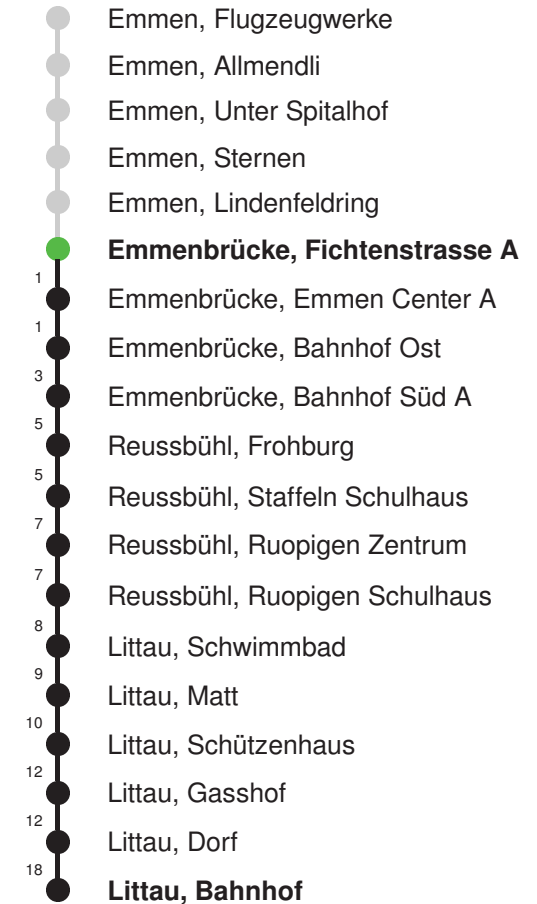 Emmen, Flugzeugwerke
Emmen, Allmendli
Emmen, Unter Spitalhof
Emmen, Sternen
Emmen, Lindenfeldring
Emmenbrücke, Fichtenstrasse A
1 Emmenbrücke, Emmen Center A
1 Emmenbrücke, Bahnhof Ost
3 Emmenbrücke, Bahnhof Süd A
5 Reussbühl, Frohburg
5 Reussbühl, Staffeln Schulhaus
7 Reussbühl, Ruopigen Zentrum
7 Reussbühl, Ruopigen Schulhaus
8 Littau, Schwimmbad
9 Littau, Matt
10 Littau, Schützenhaus
12 Littau, Gasshof
12 Littau, Dorf
18 Littau, Bahnhof